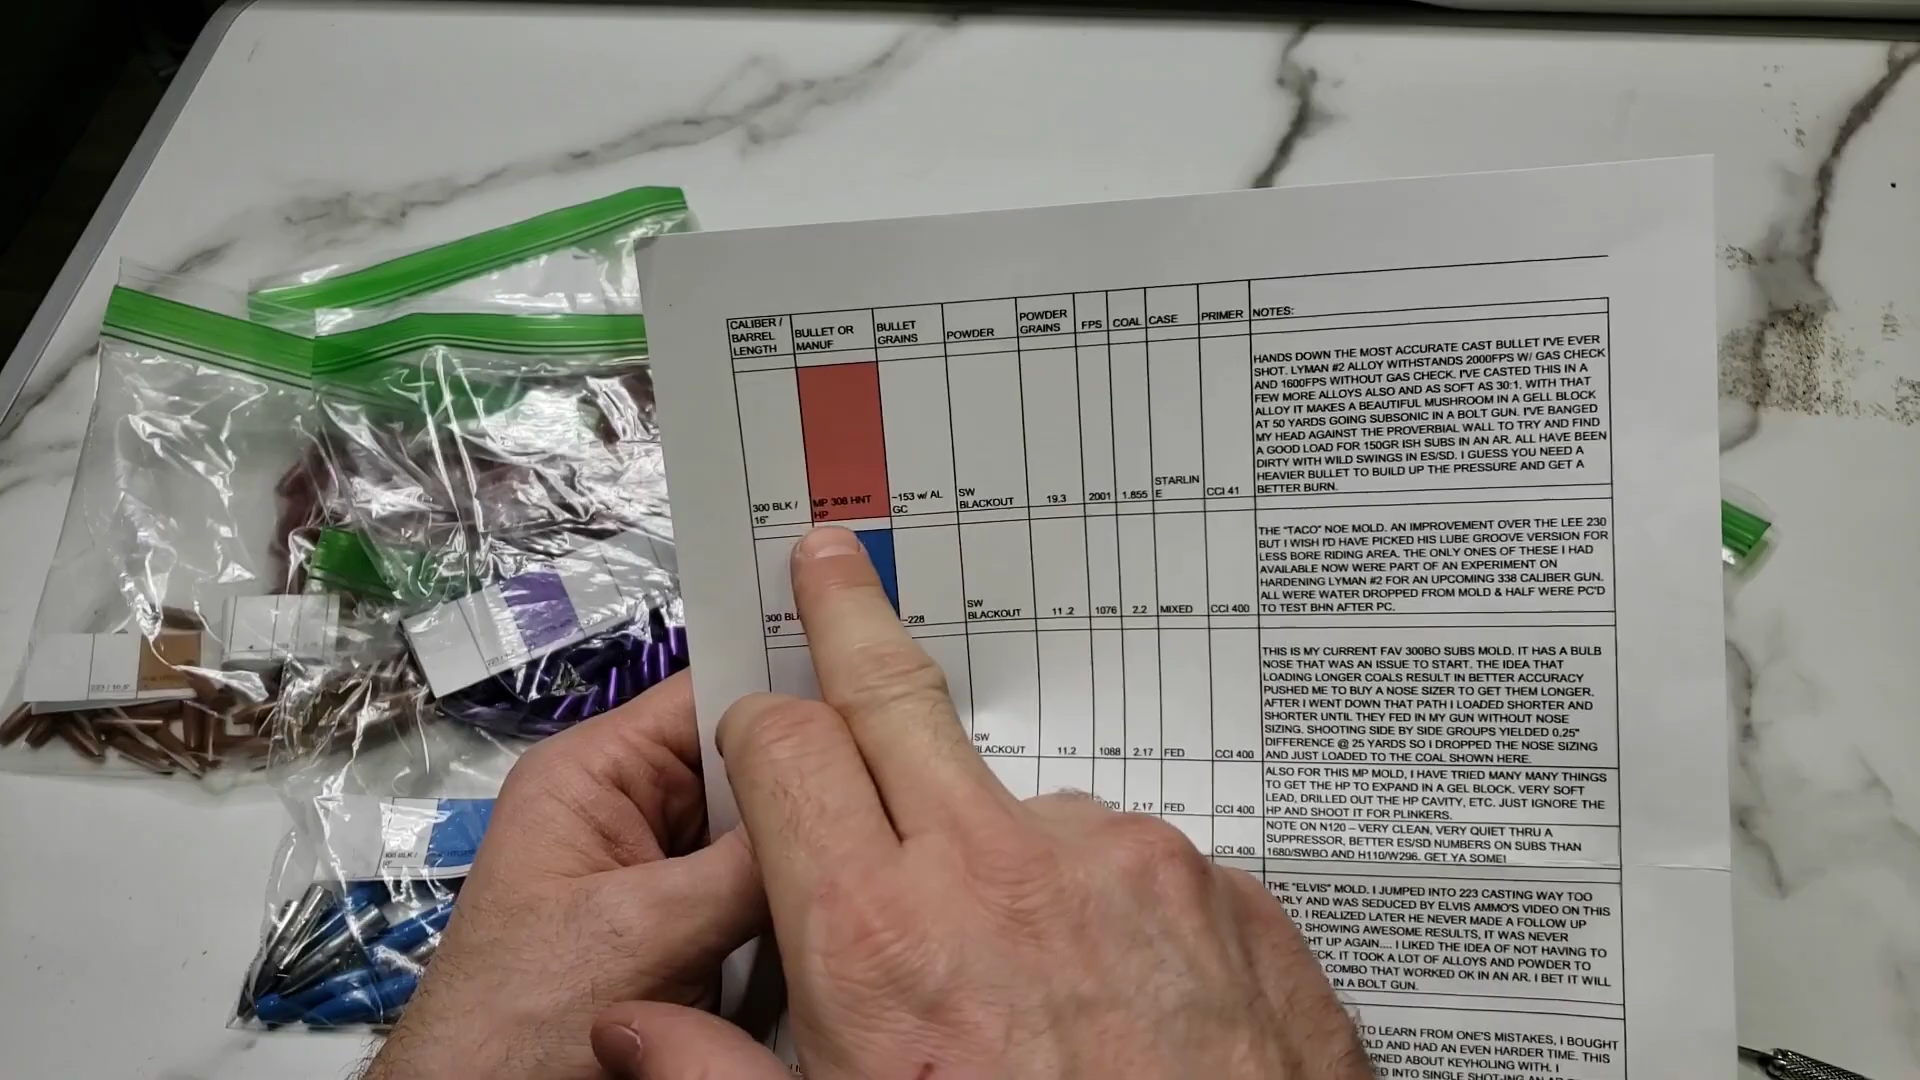 CALIBER /
BARREL
LENGTH
BULLET OR
MANUF
BULLET
GRAINS
POWDER
POWDER
GRAINS
FPS
COAL
CASE
PRIMER
NOTES:
300 BLK /
16"
MP 308 HNT
HP
~153 w/ AL
GC
SW
BLACKOUT
19.3
2001
1.855
STARLIN
E
CCI 41
HANDS DOWN THE MOST ACCURATE CAST BULLET I'VE EVER
SHOT. LYMAN #2 ALLOY WITHSTANDS 2000FPS W/ GAS CHECK
AND 1600FPS WITHOUT GAS CHECK. I'VE CASTED THIS IN A
FEW MORE ALLOYS ALSO AND AS SOFT AS 30:1. WITH THAT
ALLOY IT MAKES A BEAUTIFUL MUSHROOM IN A GELL BLOCK
AT 50 YARDS GOING SUBSONIC IN A BOLT GUN. I'VE BANGED
MY HEAD AGAINST THE PROVERBIAL WALL TO TRY AND FIND
A GOOD LOAD FOR 150GR ISH SUBS IN AN AR. ALL HAVE BEEN
DIRTY WITH WILD SWINGS IN ES/SD. I GUESS YOU NEED A
HEAVIER BULLET TO BUILD UP THE PRESSURE AND GET A
BETTER BURN.
300 BL
10"
~228
SW
BLACKOUT
11.2
1076
2.2
MIXED
CCI 400
THE "TACO" NOE MOLD. AN IMPROVEMENT OVER THE LEE 230
BUT I WISH I'D HAVE PICKED HIS LUBE GROOVE VERSION FOR
LESS BORE RIDING AREA. THE ONLY ONES OF THESE I HAD
AVAILABLE NOW WERE PART OF AN EXPERIMENT ON
HARDENING LYMAN #2 FOR AN UPCOMING 338 CALIBER GUN.
ALL WERE WATER DROPPED FROM MOLD & HALF WERE PC'D
TO TEST BHN AFTER PC.
SW
BLACKOUT
11.2
1088
2.17
FED
CCI 400
THIS IS MY CURRENT FAV 300BO SUBS MOLD. IT HAS A BULB
NOSE THAT WAS AN ISSUE TO START. THE IDEA THAT
LOADING LONGER COALS RESULT IN BETTER ACCURACY
PUSHED ME TO BUY A NOSE SIZER TO GET THEM LONGER.
AFTER I WENT DOWN THAT PATH I LOADED SHORTER AND
SHORTER UNTIL THEY FED IN MY GUN WITHOUT NOSE
SIZING. SHOOTING SIDE BY SIDE GROUPS YIELDED 0.25"
DIFFERENCE @ 25 YARDS SO I DROPPED THE NOSE SIZING
AND JUST LOADED TO THE COAL SHOWN HERE.
020
2.17
FED
CCI 400
ALSO FOR THIS MP MOLD, I HAVE TRIED MANY MANY THINGS
TO GET THE HP TO EXPAND IN A GEL BLOCK. VERY SOFT
LEAD, DRILLED OUT THE HP CAVITY, ETC. JUST IGNORE THE
HP AND SHOOT IT FOR PLINKERS.
CCI 400
NOTE ON N120 – VERY CLEAN, VERY QUIET THRU A
SUPPRESSOR, BETTER ES/SD NUMBERS ON SUBS THAN
1680/SWBO AND H110/W296. GET YA SOME!
THE "ELVIS" MOLD. I JUMPED INTO 223 CASTING WAY TOO
ARLY AND WAS SEDUCED BY ELVIS AMMO'S VIDEO ON THIS
LD. I REALIZED LATER HE NEVER MADE A FOLLOW UP
O SHOWING AWESOME RESULTS, IT WAS NEVER
HT UP AGAIN.... I LIKED THE IDEA OF NOT HAVING TO
CK. IT TOOK A LOT OF ALLOYS AND POWDER TO
COMBO THAT WORKED OK IN AN AR. I BET IT WILL
IN A BOLT GUN.
TO LEARN FROM ONE'S MISTAKES, I BOUGHT
OLD AND HAD AN EVEN HARDER TIME. THIS
RNED ABOUT KEYHOLING WITH. I
ED INTO SINGLE SHOT-ING AN AR
300 BLK /